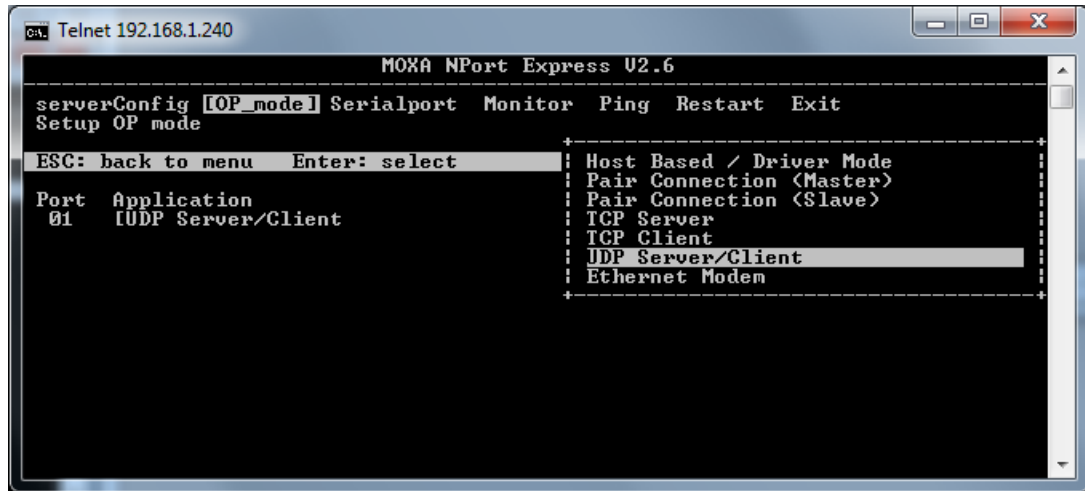 Telnet 192.168.1.240
MOXA NPort Express V2.6
serverConfig [OP_mode] Serialport Monitor Ping Restart Exit
Setup OP mode
ESC: back to menu Enter: select
Host Based / Driver Mode
Pair Connection (Master)
Port Application
Pair Connection (Slave)
01 [UDP Server/Client
TCP Server
TCP Client
UDP Server/Client
Ethernet Modem